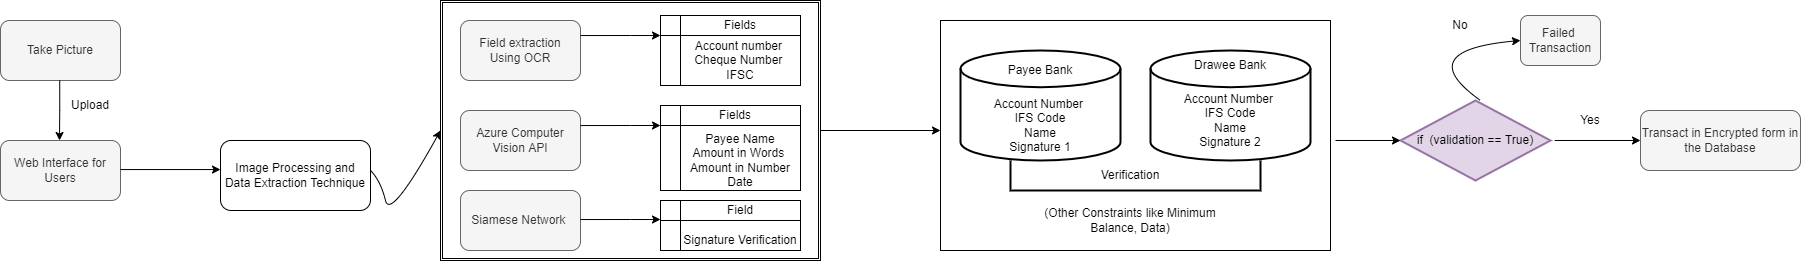 Take Picture
Upload
Web Interface for
Users
Image Processing and
Data Extraction Technique
Field extraction
Using OCR
Fields
Account number
Cheque Number
IFSC
Azure Computer
Vision API
Fields
Payee Name
Amount in Words
Amount in Number
Date
Siamese Network
Field
Signature Verification
Payee Bank
Account Number
IFS Code
Name
Signature 1
Drawee Bank
Account Number
IFS Code
Name
Signature 2
Verification
(Other Constraints like Minimum
Balance, Data)
if (validation == True)
No
Failed
Transaction
Yes
Transact in Encrypted form in
the Database